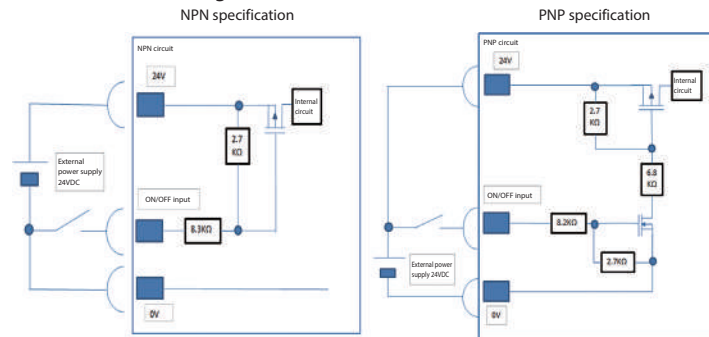 NPN specification
NPN circuit
24V
Internal
circuit
2.7
KΩ
External
power supply
24VDC
ON/OFF input
8.3KΩ
0V
PNP specification
PNP circuit
24V
Internal
circuit
2.7
KΩ
6.8
KΩ
ON/OFF input
8.2KΩ
2.7KΩ
External power
supply 24VDC
0V